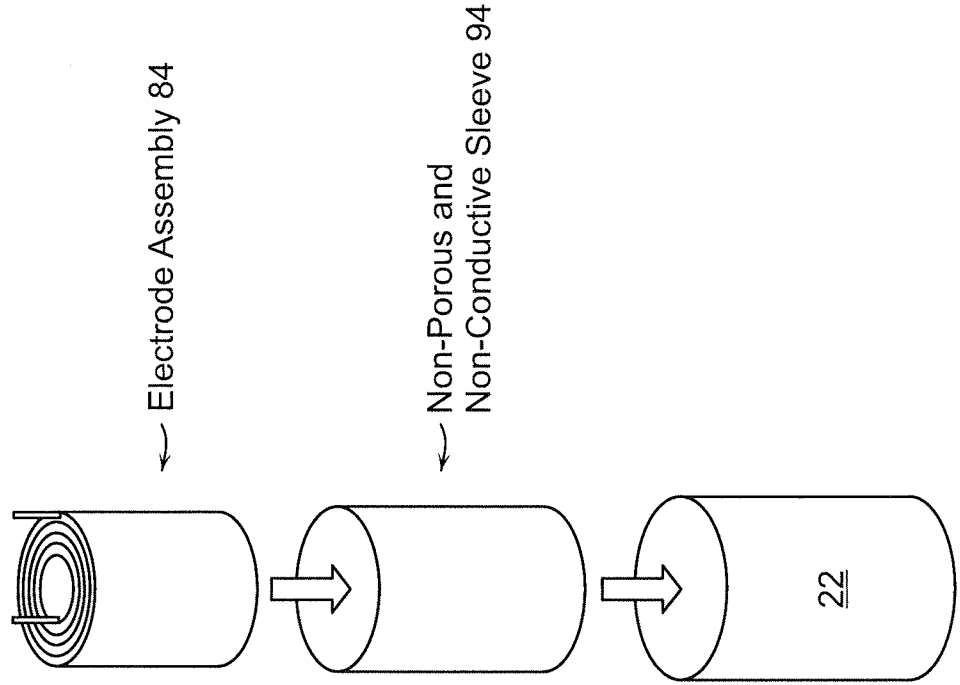 Electrode Assembly 84
Non-Porous and
Non-Conductive Sleeve 94
22